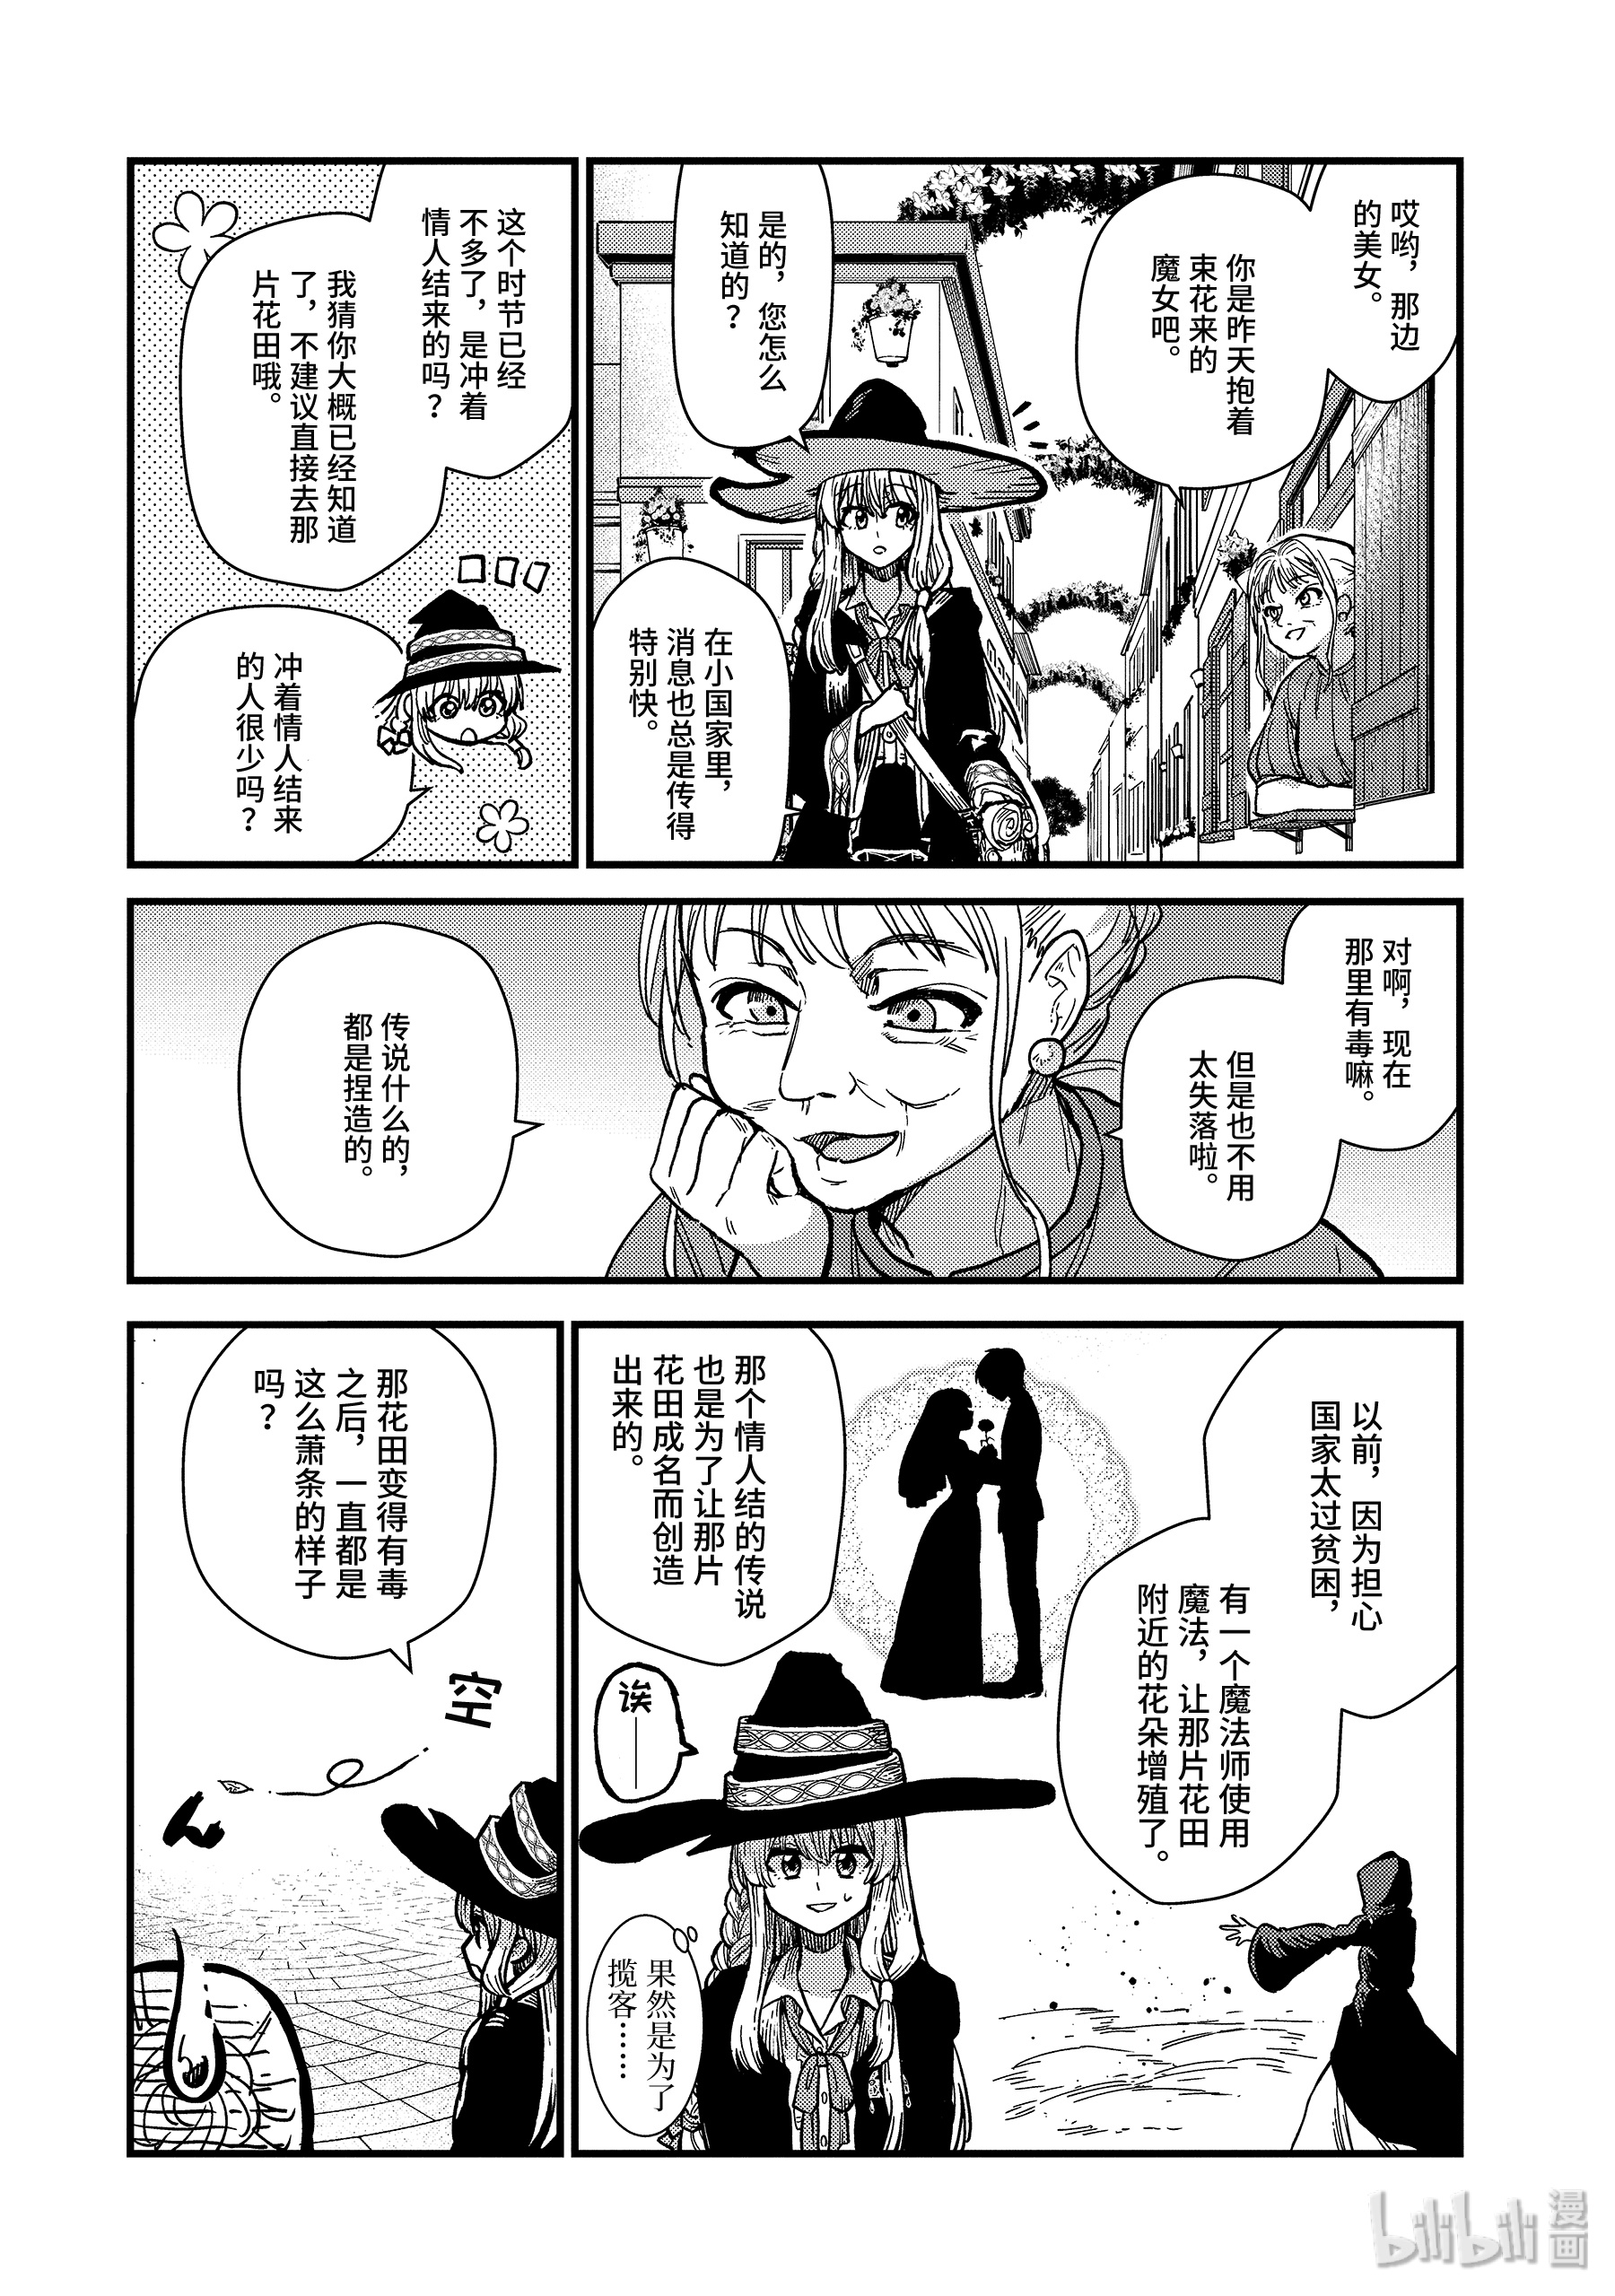 哎哟，那边
的美女。
你是昨天抱着
束花来的
魔女吧。
是的，您怎么
知道的？
在小国家里，
消息也总是传得
特别快。
这个时节已经
不多了，是冲着
情人结来的吗？
我猜你大概已经知道
了，不建议直接去那
片花田哦。
冲着情人结来
的人很少吗？
对啊，现在
那里有毒嘛。
但是也不用
太失落啦。
传说什么的，
都是捏造的。
以前，因为担心
国家太过贫困，
有一个魔法师使用
魔法，让那片花田
附近的花朵增殖了。
那个情人结的传说
也是为了让那片
花田成名而创造
出来的。
诶——
果然是为了
揽客……
那花田变得有毒
之后，一直都是
这么萧条的样子
吗？
空
bilibili
漫画